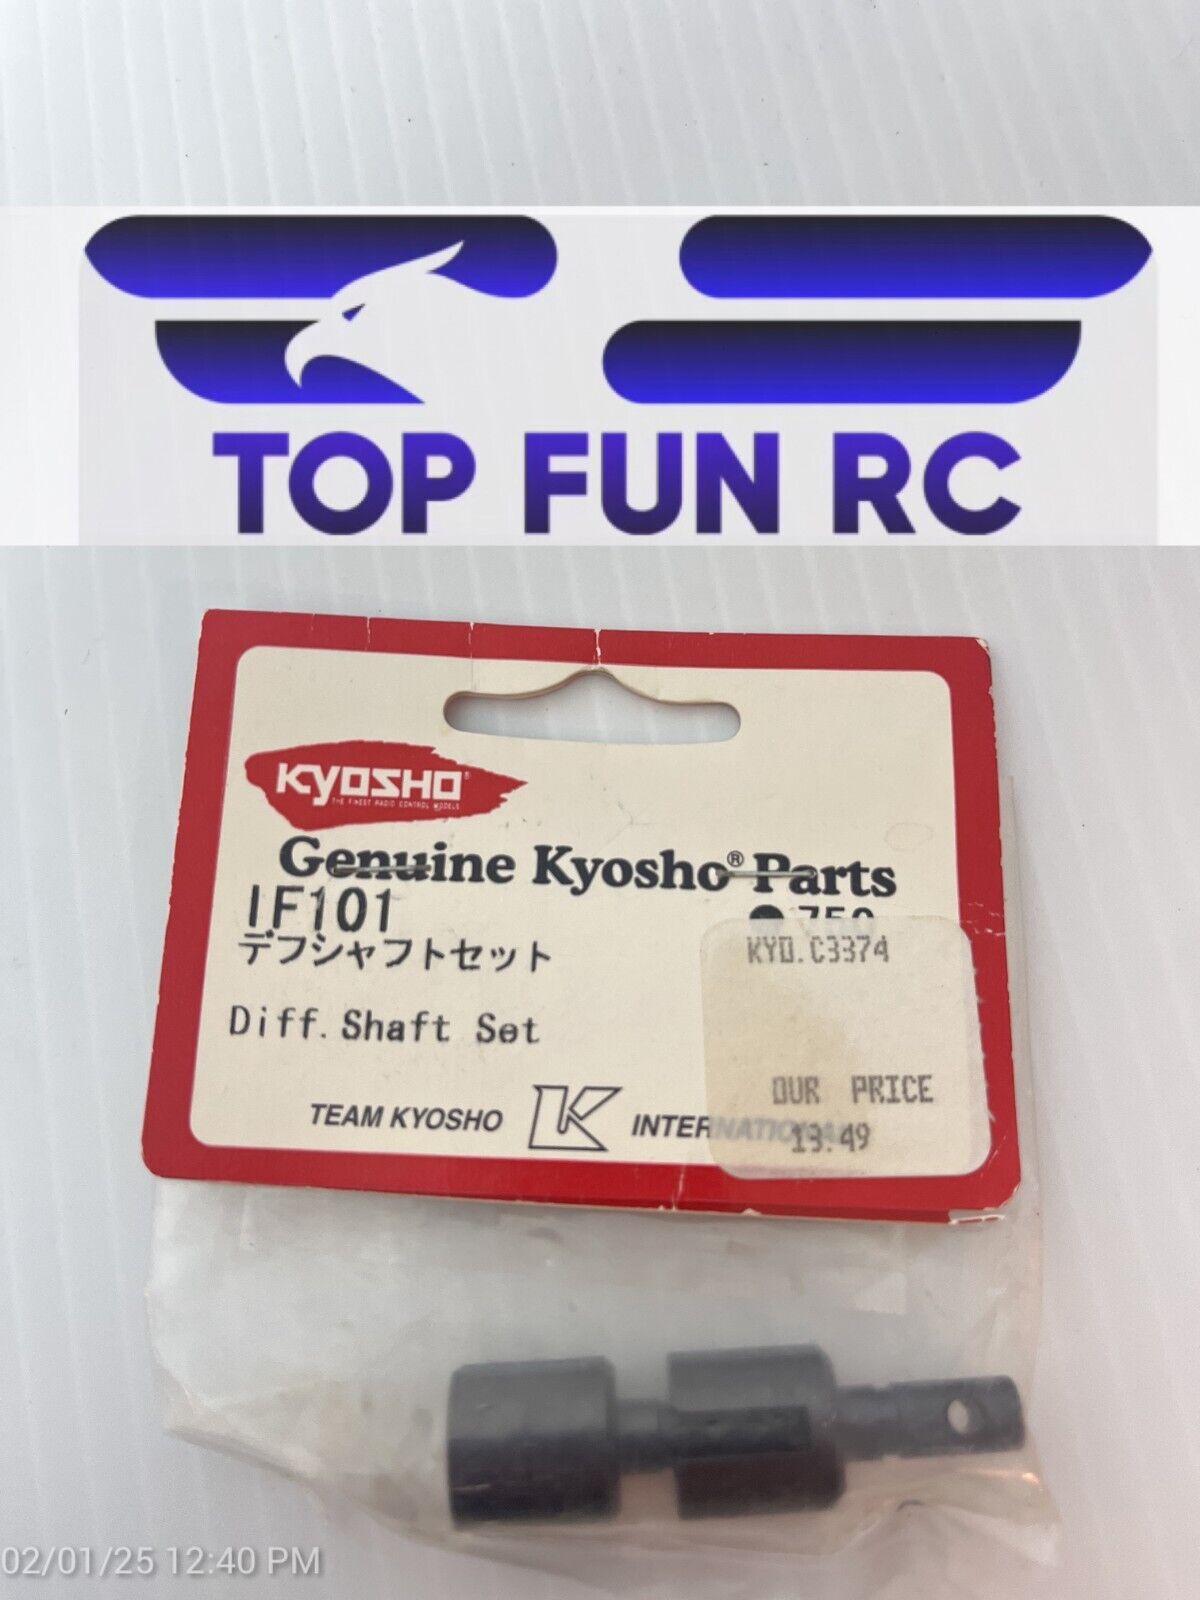 TOP FUN RC
KYOSHO®
THE FINEST RADIO CONTROL MODELS
Genuine Kyosho® Parts
IF101
デフシャフトセット
Diff. Shaft Set
KYO.C3374
OUR PRICE
13.49
TEAM KYOSHO K INTERNATIONAL
02/01/25 12:40 PM